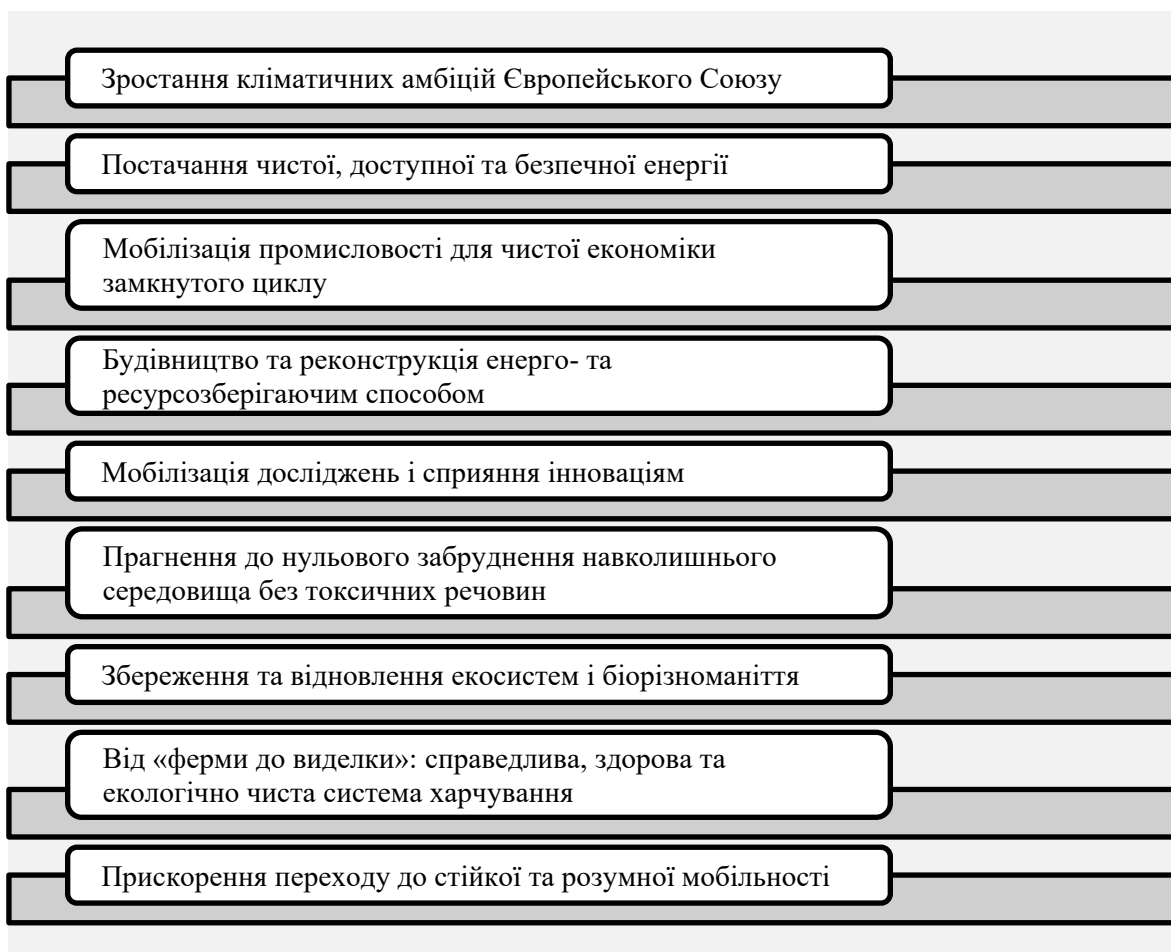 Зростання кліматичних амбіцій Європейського Союзу
Постачання чистої, доступної та безпечної енергії
Мобілізація промисловості для чистої економіки
замкнутого циклу
Будівництво та реконструкція енерго- та
ресурсозберігаючим способом
Мобілізація досліджень і сприяння інноваціям
Прагнення до нульового забруднення навколишнього
середовища без токсичних речовин
Збереження та відновлення екосистем і біорізноманіття
Від «ферми до виделки»: справедлива, здорова та
екологічно чиста система харчування
Прискорення переходу до стійкої та розумної мобільності